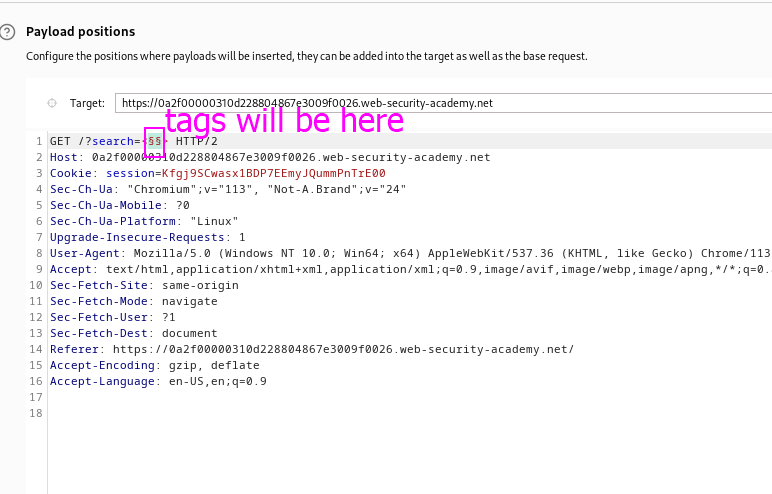 Payload positions
Configure the positions where payloads will be inserted, they can be added into the target as well as the base request.
Target: https://0a2f00000310d228804867e3009f0026.web-security-academy.net
tags will be here
1 GET /?search=<§§> HTTP/2
2 Host: 0a2f00000310d228804867e3009f0026.web-security-academy.net
3 Cookie: session=Kfgj9SCwasx1BDP7EEmyJQummPnTrE00
4 Sec-Ch-Ua: "Chromium";v="113", "Not-A.Brand";v="24"
5 Sec-Ch-Ua-Mobile: ?0
6 Sec-Ch-Ua-Platform: "Linux"
7 Upgrade-Insecure-Requests: 1
8 User-Agent: Mozilla/5.0 (Windows NT 10.0; Win64; x64) AppleWebKit/537.36 (KHTML, like Gecko) Chrome/113
9 Accept: text/html,application/xhtml+xml,application/xml;q=0.9,image/avif,image/webp,image/apng,*/*;q=0.
10 Sec-Fetch-Site: same-origin
11 Sec-Fetch-Mode: navigate
12 Sec-Fetch-User: ?1
13 Sec-Fetch-Dest: document
14 Referer: https://0a2f00000310d228804867e3009f0026.web-security-academy.net/
15 Accept-Encoding: gzip, deflate
16 Accept-Language: en-US,en;q=0.9
17
18